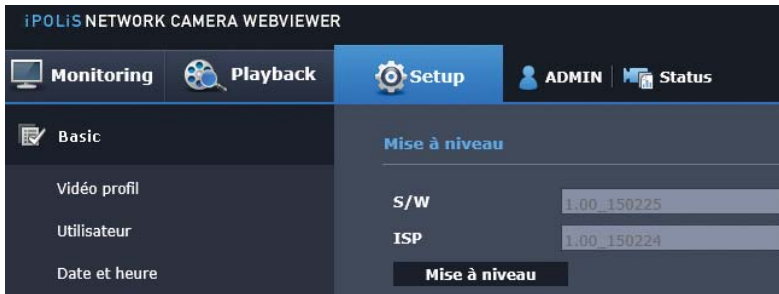 iPOLiS NETWORK CAMERA WEBVIEWER
Monitoring Playback Setup ADMIN Status
Basic
Mise à niveau
Vidéo profil
S/W 1.00_150225
Utilisateur
ISP 1.00_150224
Date et heure
Mise à niveau